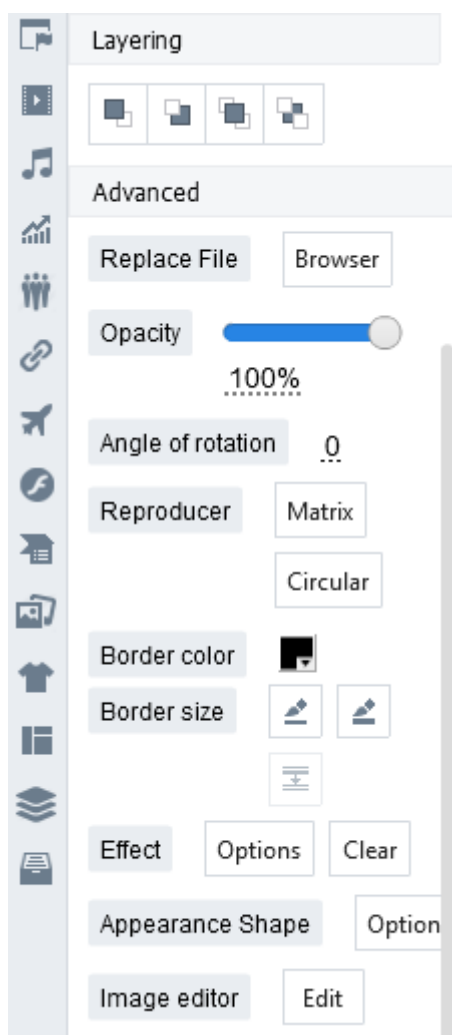 Layering
Advanced
Replace File Browser
Opacity
100%
Angle of rotation 0
Reproducer Matrix
Circular
Border color
Border size
Effect Options Clear
Appearance Shape Option
Image editor Edit